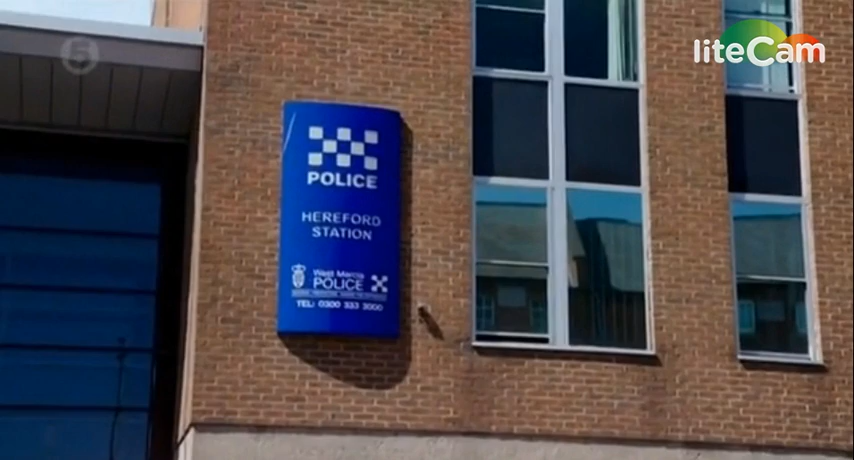 5
liteCam
POLICE
HEREFORD
STATION
West Mercia
POLICE
TEL: 0300 333 3000